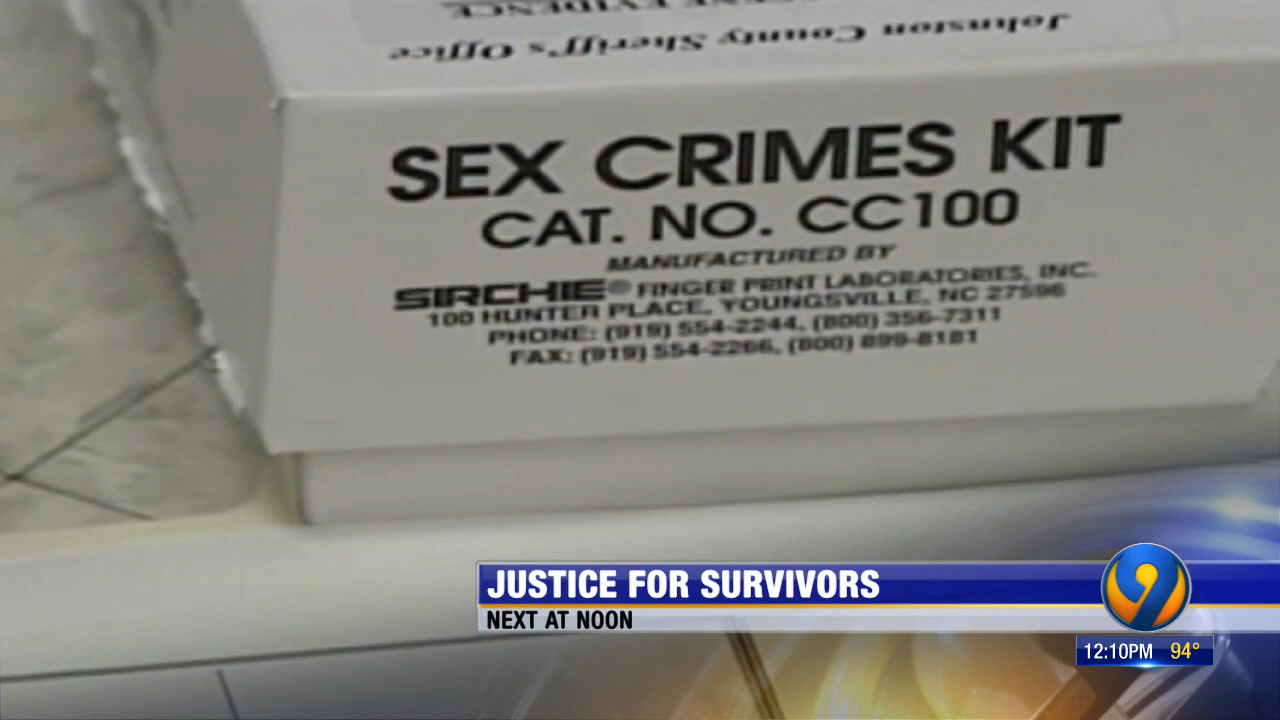 SCENE EVIDENCE
Johnston County Sheriff's Office
SEX CRIMES KIT
CAT. NO. CC100
MANUFACTURED BY
SIRCHIE® FINGER PRINT LABORATORIES, INC.
100 HUNTER PLACE, YOUNGSVILLE, NC 27596
PHONE: (919) 554-2244, (800) 356-7311
FAX: (919) 554-2266, (800) 899-8181
JUSTICE FOR SURVIVORS
NEXT AT NOON
9
12:10PM 94°